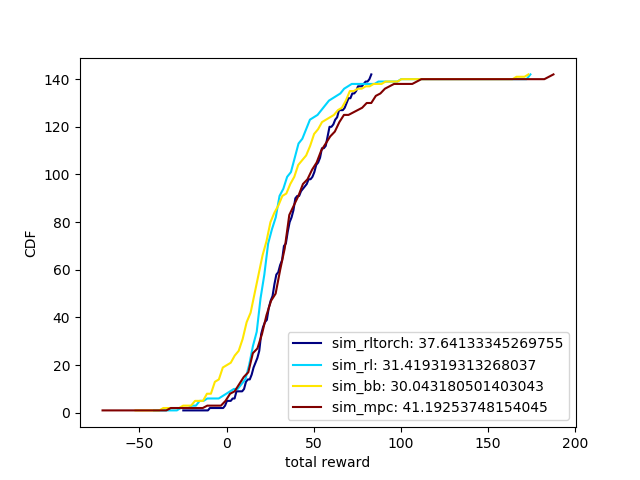 140
120
100
80
60
40
20
0
CDF
sim_rltorch: 37.64133345269755
sim_rl: 31.419319313268037
sim_bb: 30.043180501403043
sim_mpc: 41.19253748154045
−50
0
50
100
150
200
total reward